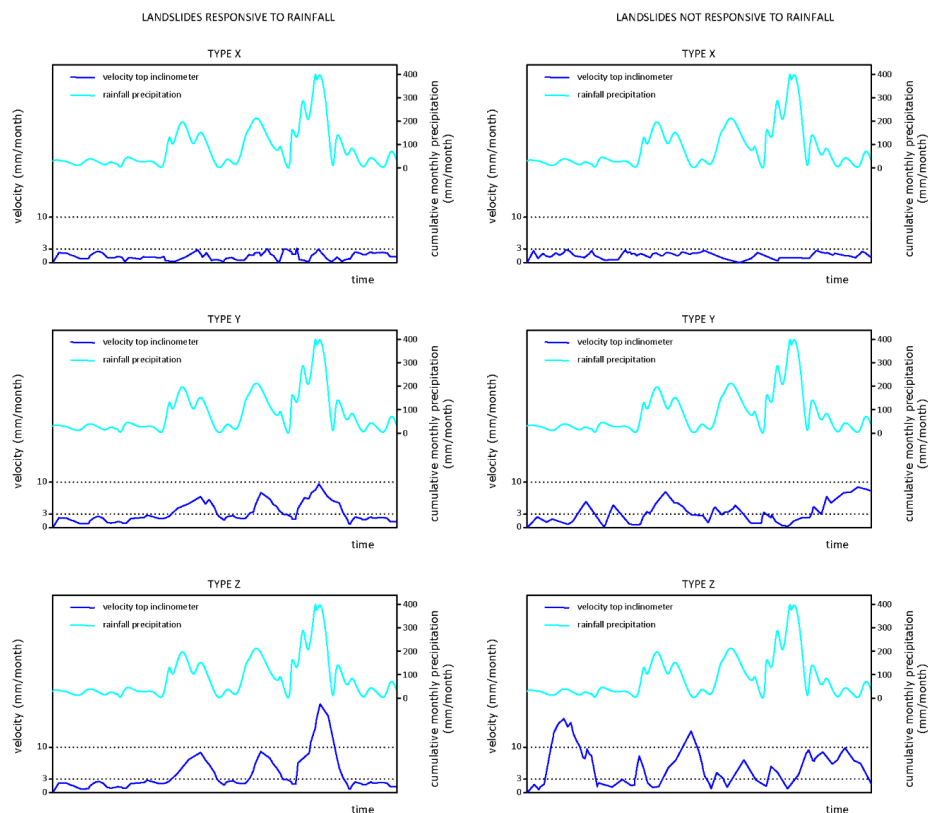 LANDSLIDES RESPONSIVE TO RAINFALL
LANDSLIDES NOT RESPONSIVE TO RAINFALL
TYPE X
velocity top inclinometer
rainfall precipitation
velocity (mm/month)
10
3
0
400
300
200
100
0
cumulative monthly precipitation
(mm/month)
time
TYPE X
velocity top inclinometer
rainfall precipitation
velocity (mm/month)
10
3
0
400
300
200
100
0
cumulative monthly precipitation
(mm/month)
time
TYPE Y
velocity top inclinometer
rainfall precipitation
velocity (mm/month)
10
3
0
400
300
200
100
0
cumulative monthly precipitation
(mm/month)
time
TYPE Y
velocity top inclinometer
rainfall precipitation
velocity (mm/month)
10
3
0
400
300
200
100
0
cumulative monthly precipitation
(mm/month)
time
TYPE Z
velocity top inclinometer
rainfall precipitation
velocity (mm/month)
10
3
0
400
300
200
100
0
cumulative monthly precipitation
(mm/month)
time
TYPE Z
velocity top inclinometer
rainfall precipitation
velocity (mm/month)
10
3
0
400
300
200
100
0
cumulative monthly precipitation
(mm/month)
time